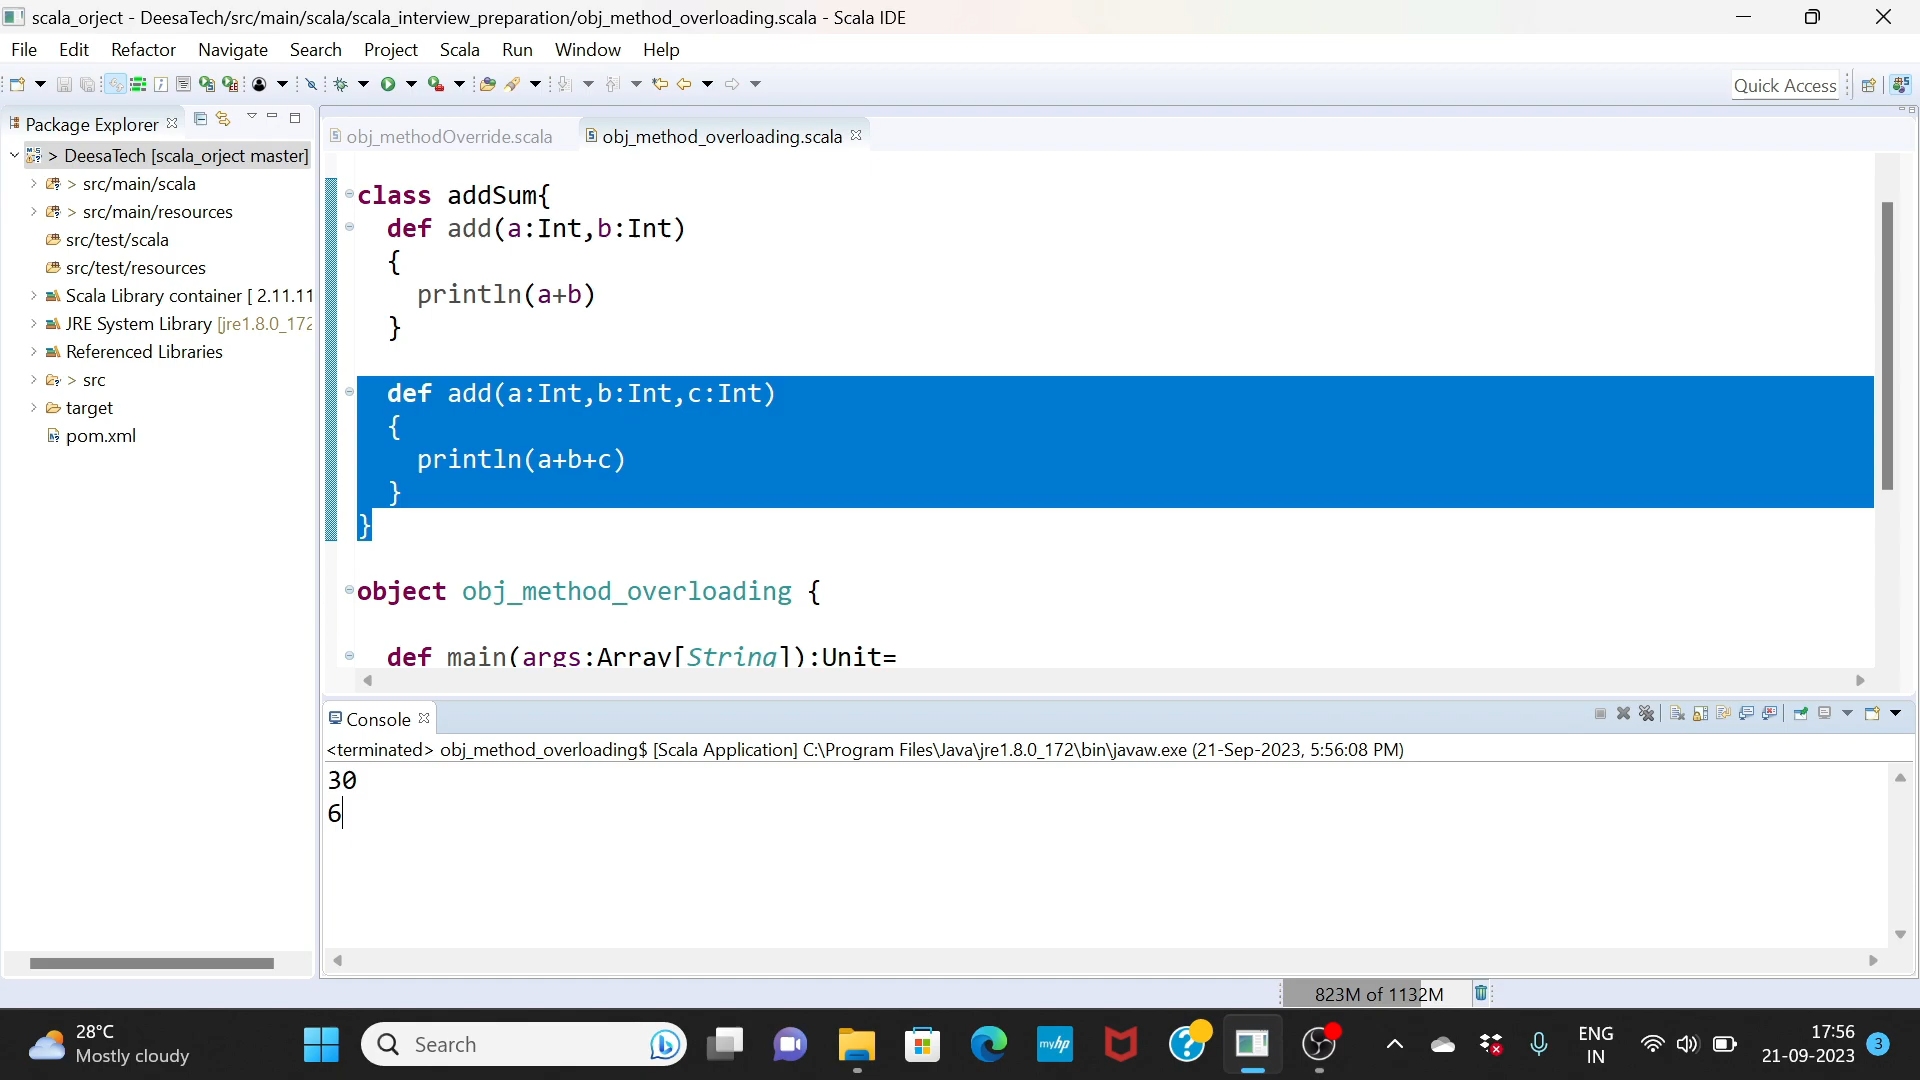 scala_orject - DeesaTech/src/main/scala/scala_interview_preparation/obj_method_overloading.scala - Scala IDE
File Edit Refactor Navigate Search Project Scala Run Window Help
Quick Access
Package Explorer
> DeesaTech [scala_orject master]
> src/main/scala
> src/main/resources
src/test/scala
src/test/resources
Scala Library container [ 2.11.11
JRE System Library [jre1.8.0_172
Referenced Libraries
> src
target
pom.xml
obj_methodOverride.scala obj_method_overloading.scala
class addSum{
def add(a:Int,b:Int)
{
println(a+b)
}
def add(a:Int,b:Int,c:Int)
{
println(a+b+c)
}
}
object obj_method_overloading {
def main(args:Array[String]):Unit=
Console
<terminated> obj_method_overloading$ [Scala Application] C:\Program Files\Java\jre1.8.0_172\bin\javaw.exe (21-Sep-2023, 5:56:08 PM)
30
6
823M of 1132M
28°C
Mostly cloudy
Search
myhp
ENG
IN
17:56
21-09-2023
3